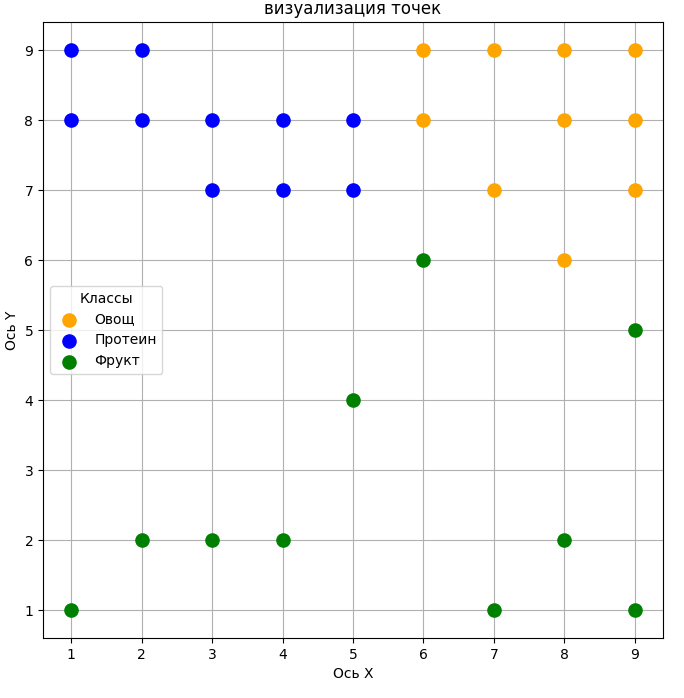 визуализация точек
9
8
7
6
5
4
3
2
1
Ось Y
Классы
Овощ
Протеин
Фрукт
1 2 3 4 5 6 7 8 9
Ось X